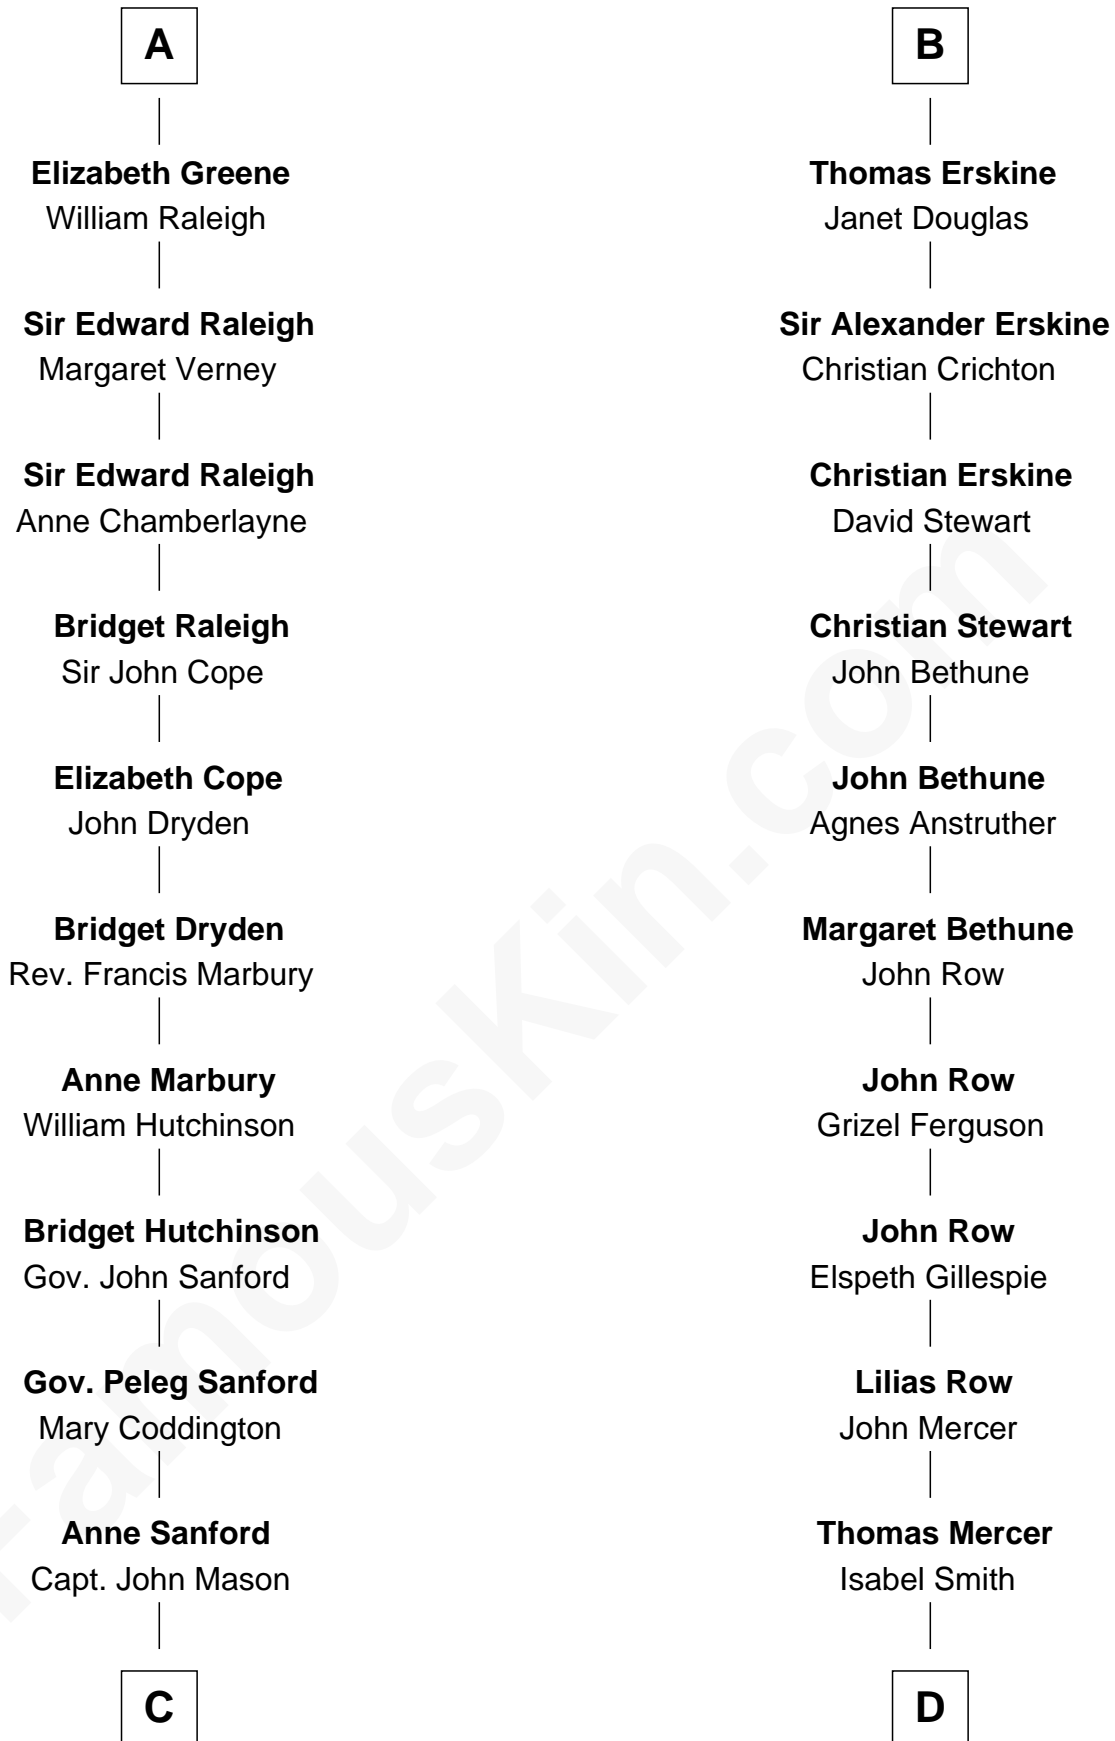 A
Elizabeth Greene
William Raleigh
Sir Edward Raleigh
Margaret Verney
Sir Edward Raleigh
Anne Chamberlayne
Bridget Raleigh
Sir John Cope
Elizabeth Cope
John Dryden
Bridget Dryden
Rev. Francis Marbury
Anne Marbury
William Hutchinson
Bridget Hutchinson
Gov. John Sanford
Gov. Peleg Sanford
Mary Coddington
Anne Sanford
Capt. John Mason
C
B
Thomas Erskine
Janet Douglas
Sir Alexander Erskine
Christian Crichton
Christian Erskine
David Stewart
Christian Stewart
John Bethune
John Bethune
Agnes Anstruther
Margaret Bethune
John Row
John Row
Grizel Ferguson
John Row
Elspeth Gillespie
Lilias Row
John Mercer
Thomas Mercer
Isabel Smith
D
FamousKin.com